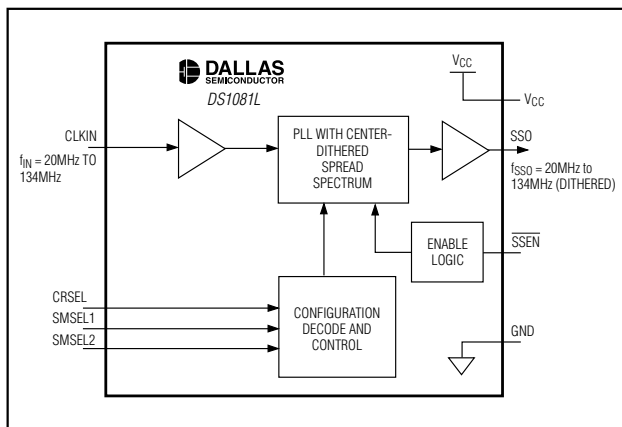 DALLAS
SEMICONDUCTOR
DS1081L
VCC
VCC
CLKIN
fIN = 20MHz TO
134MHz
PLL WITH CENTER-
DITHERED
SPREAD
SPECTRUM
SSO
fSSO = 20MHz to
134MHz (DITHERED)
ENABLE
LOGIC
SSEN
CRSEL
SMSEL1
SMSEL2
CONFIGURATION
DECODE AND
CONTROL
GND